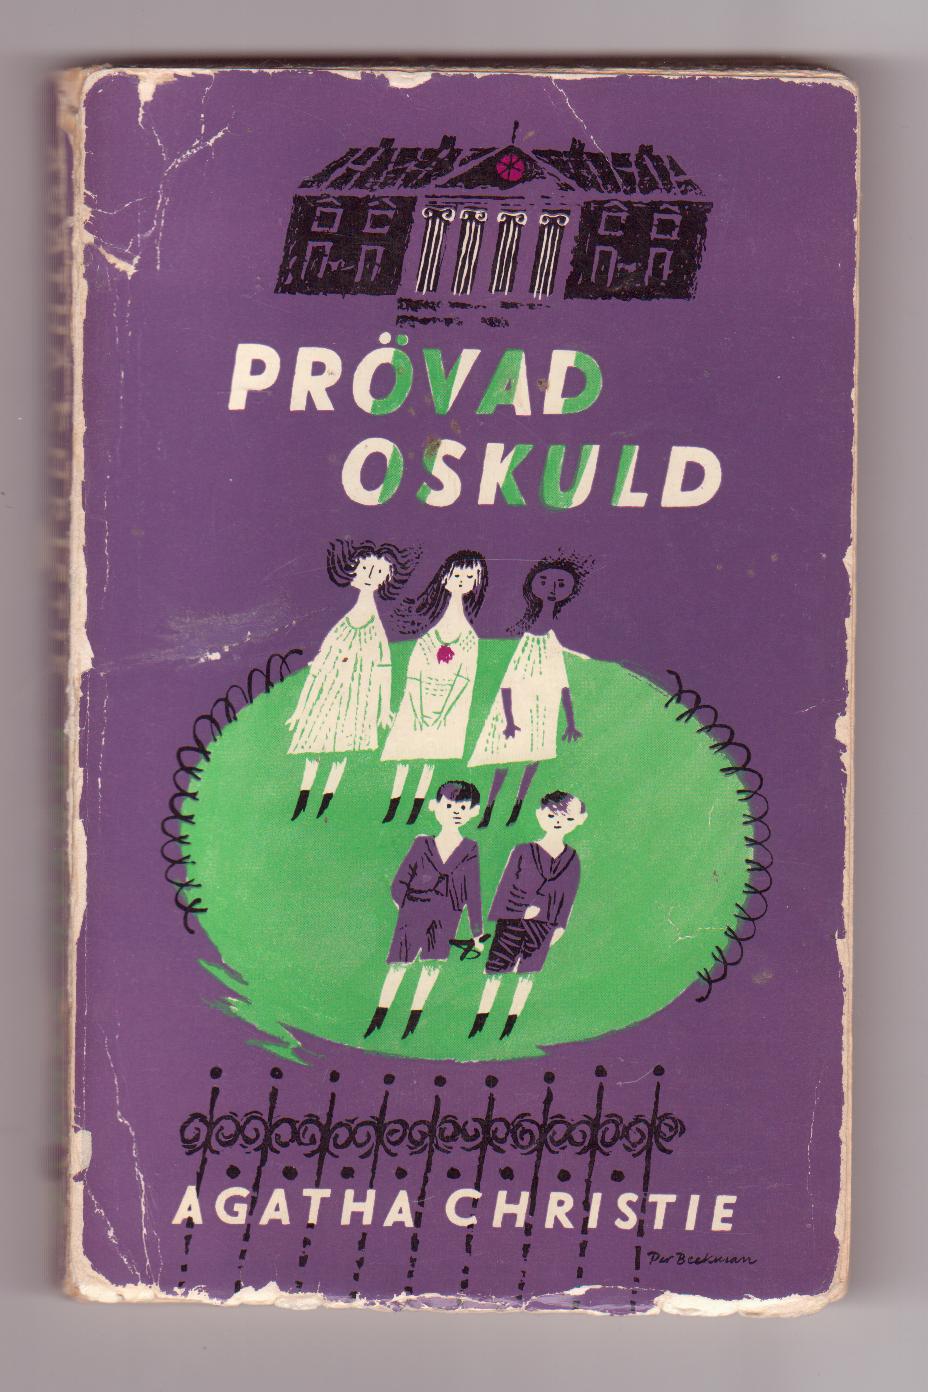 PRÖVAD
OSKULD
AGATHA CHRISTIE
Per Beckman